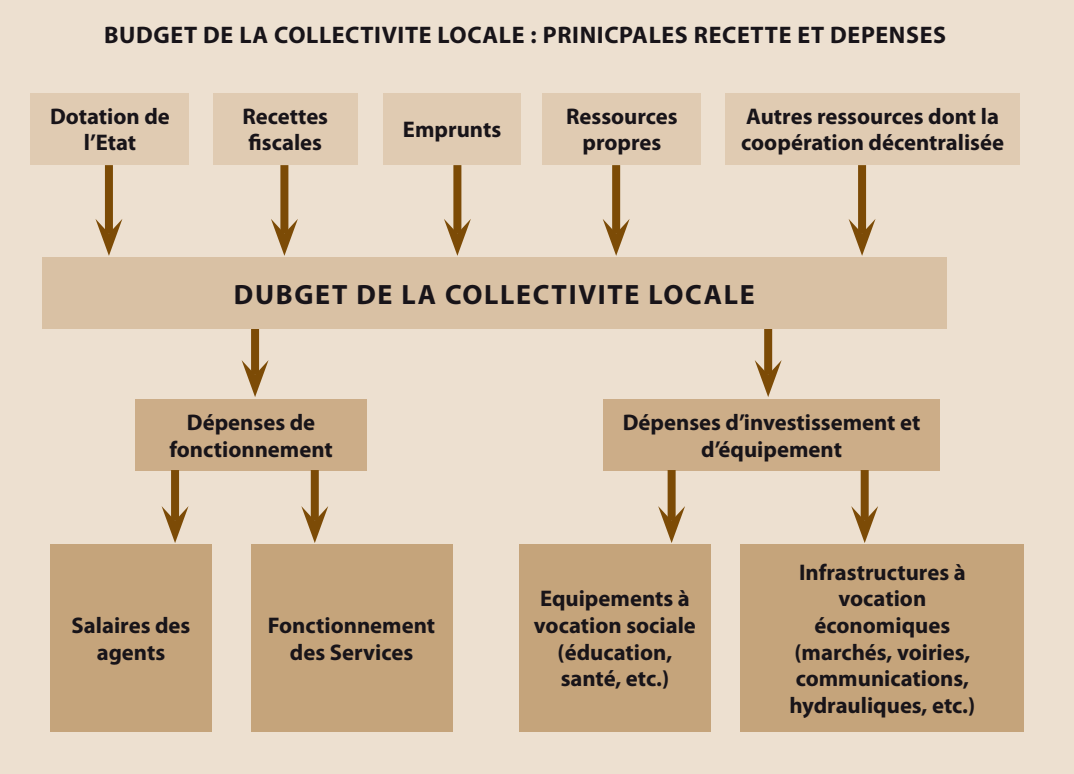 BUDGET DE LA COLLECTIVITE LOCALE : PRINICPALES RECETTE ET DEPENSES
Dotation de
l'Etat
Recettes
fiscales
Emprunts
Ressources
propres
Autres ressources dont la
coopération décentralisée
DUBGET DE LA COLLECTIVITE LOCALE
Dépenses de
fonctionnement
Dépenses d'investissement et
d'équipement
Salaires des
agents
Fonctionnement
des Services
Equipements à
vocation sociale
(éducation,
santé, etc.)
Infrastructures à
vocation
économiques
(marchés, voiries,
communications,
hydrauliques, etc.)